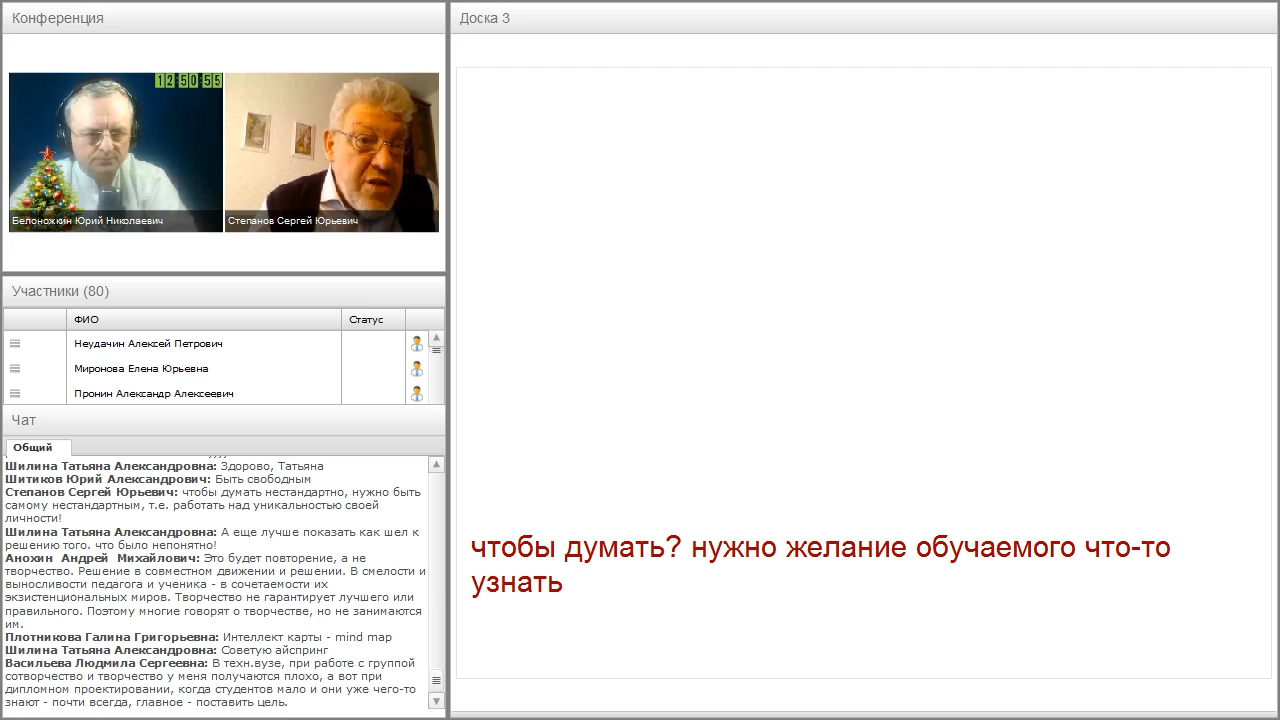 Конференция
12:50:55
Белоножкин Юрий Николаевич
Степанов Сергей Юрьевич
Участники (80)
ФИО
Статус
Неудачин Алексей Петрович
Миронова Елена Юрьевна
Пронин Александр Алексеевич
Чат
Общий
Шилина Татьяна Александровна: Здорово, Татьяна
Шитиков Юрий Александрович: Быть свободным
Степанов Сергей Юрьевич: чтобы думать нестандартно, нужно быть
самому нестандартным, т.е. работать над уникальностью своей
личности!
Шилина Татьяна Александровна: А еще лучше показать как шел к
решению того. что было непонятно!
Анохин Андрей Михайлович: Это будет повторение, а не
творчество. Решение в совместном движении и решении. В смелости и
выносливости педагога и ученика - в сочетаемости их
экзистенциональных миров. Творчество не гарантирует лучшего или
правильного. Поэтому многие говорят о творчестве, но не занимаются
им.
Плотникова Галина Григорьевна: Интеллект карты - mind map
Шилина Татьяна Александровна: Советую айспринг
Васильева Людмила Сергеевна: В техн.вузе, при работе с группой
сотворчество и творчество у меня получаются плохо, а вот при
дипломном проектировании, когда студентов мало и они уже чего-то
знают - почти всегда, главное - поставить цель.
Доска 3
чтобы думать? нужно желание обучаемого что-то
узнать